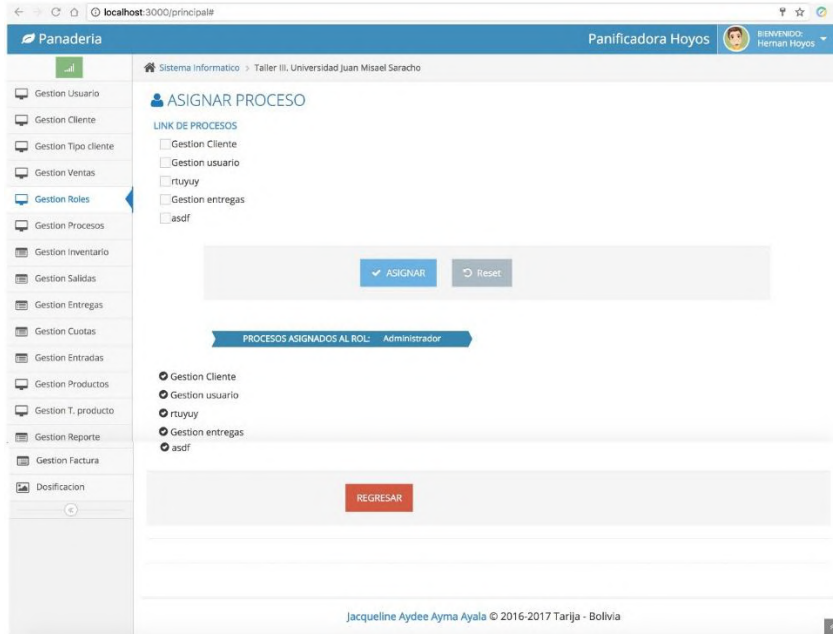 localhost:3000/principal#
Panaderia
Panificadora Hoyos
BIENVENIDO:
Hernan Hoyos
Sistema Informatico > Taller III. Universidad Juan Misael Saracho
Gestion Usuario
Gestion Cliente
Gestion Tipo cliente
Gestion Ventas
Gestion Roles
Gestion Procesos
Gestion Inventario
Gestion Salidas
Gestion Entregas
Gestion Cuotas
Gestion Entradas
Gestion Productos
Gestion T. producto
Gestion Reporte
Gestion Factura
Dosificacion
ASIGNAR PROCESO
LINK DE PROCESOS
Gestion Cliente
Gestion usuario
rtuyuy
Gestion entregas
asdf
ASIGNAR
Reset
PROCESOS ASIGNADOS AL ROL: Administrador
Gestion Cliente
Gestion usuario
rtuyuy
Gestion entregas
asdf
REGRESAR
Jacqueline Aydee Ayma Ayala © 2016-2017 Tarija - Bolivia